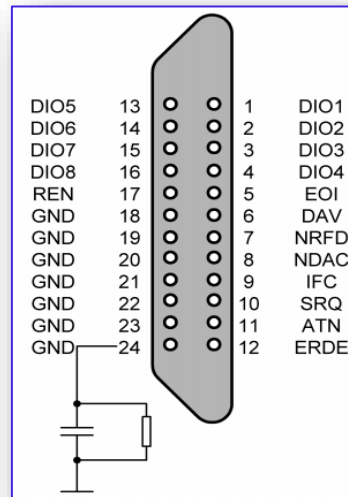 DIO5 13 1 DIO1
DIO6 14 2 DIO2
DIO7 15 3 DIO3
DIO8 16 4 DIO4
REN 17 5 EOI
GND 18 6 DAV
GND 19 7 NRFD
GND 20 8 NDAC
GND 21 9 IFC
GND 22 10 SRQ
GND 23 11 ATN
GND 24 12 ERDE